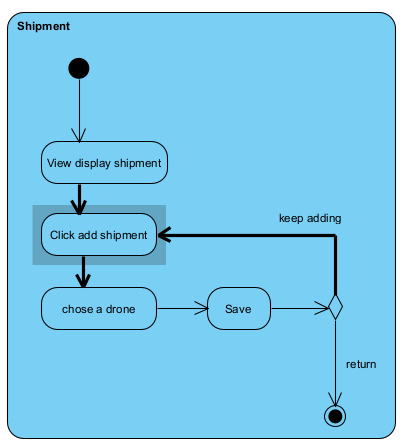 Shipment
View display shipment
keep adding
Click add shipment
chose a drone
Save
return